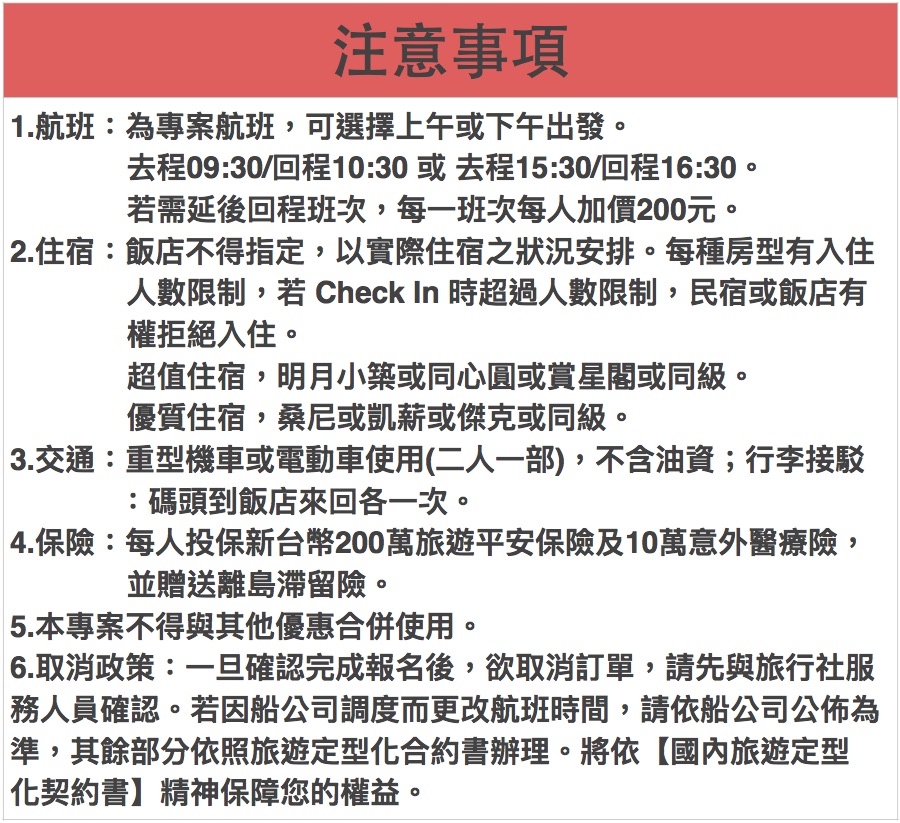 注意事項
1.航班：為專案航班，可選擇上午或下午出發。
去程09:30/回程10:30 或 去程15:30/回程16:30。
若需延後回程班次，每一班次每人加價200元。
2.住宿：飯店不得指定，以實際住宿之狀況安排。每種房型有入住
人數限制，若 Check In 時超過人數限制，民宿或飯店有
權拒絕入住。
超值住宿，明月小築或同心圓或賞星閣或同級。
優質住宿，桑尼或凱薪或傑克或同級。
3.交通：重型機車或電動車使用(二人一部)，不含油資；行李接駁
：碼頭到飯店來回各一次。
4.保險：每人投保新台幣200萬旅遊平安保險及10萬意外醫療險，
並贈送離島滯留險。
5.本專案不得與其他優惠合併使用。
6.取消政策：一旦確認完成報名後，欲取消訂單，請先與旅行社服
務人員確認。若因船公司調度而更改航班時間，請依船公司公佈為
準，其餘部分依照旅遊定型化合約書辦理。將依【國內旅遊定型
化契約書】精神保障您的權益。